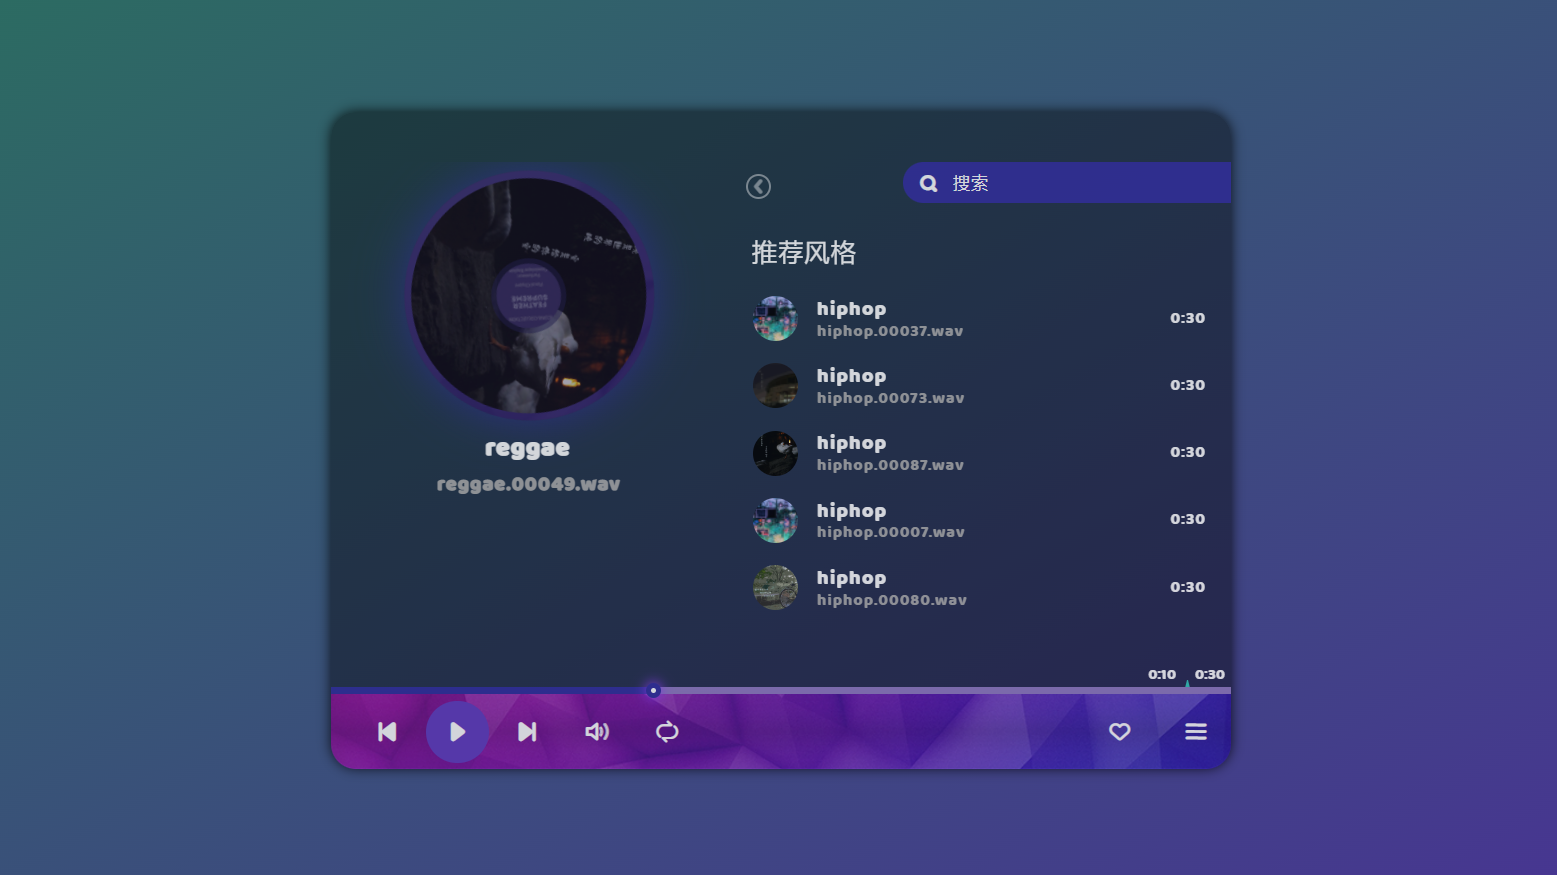 搜索
推荐风格
hiphop
hiphop.00037.wav
0:30
hiphop
hiphop.00073.wav
0:30
hiphop
hiphop.00087.wav
0:30
hiphop
hiphop.00007.wav
0:30
hiphop
hiphop.00080.wav
0:30
FEATHER
SUPREME
reggae
reggae.00049.wav
0:10
0:30